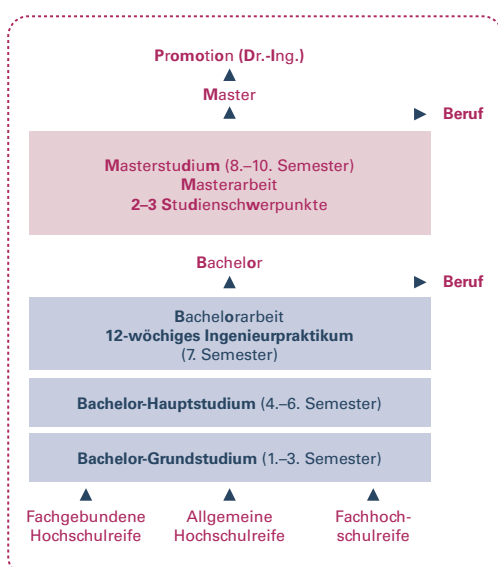 Promotion (Dr.-Ing.)
Master
Beruf
Masterstudium (8.–10. Semester)
Masterarbeit
2–3 Studienschwerpunkte
Bachelor
Beruf
Bachelorarbeit
12-wöchiges Ingenieurpraktikum
(7. Semester)
Bachelor-Hauptstudium (4.–6. Semester)
Bachelor-Grundstudium (1.–3. Semester)
Fachgebundene
Hochschulreife
Allgemeine
Hochschulreife
Fachhoch-
schulreife